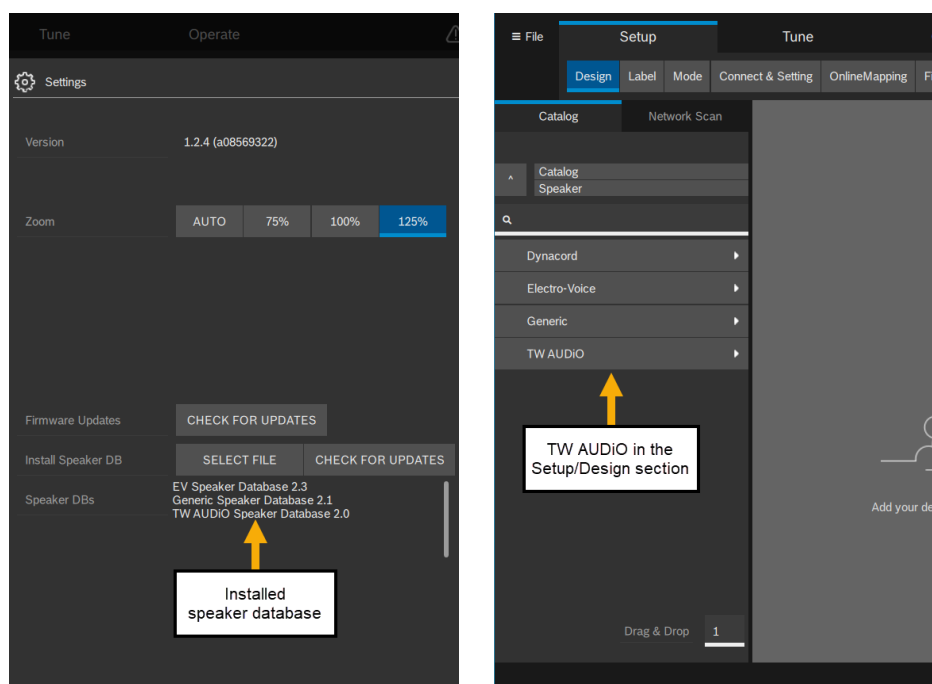 Tune Operate
Settings
Version 1.2.4 (a08569322)
Zoom AUTO 75% 100% 125%
Firmware Updates CHECK FOR UPDATES
Install Speaker DB SELECT FILE CHECK FOR UPDATES
Speaker DBs
EV Speaker Database 2.3
Generic Speaker Database 2.1
TW AUDiO Speaker Database 2.0
Installed
speaker database
File Setup Tune
Design Label Mode Connect & Setting OnlineMapping
Catalog Network Scan
Catalog
Speaker
Dynacord
Electro-Voice
Generic
TW AUDiO
TW AUDiO in the
Setup/Design section
Add your
Drag & Drop 1